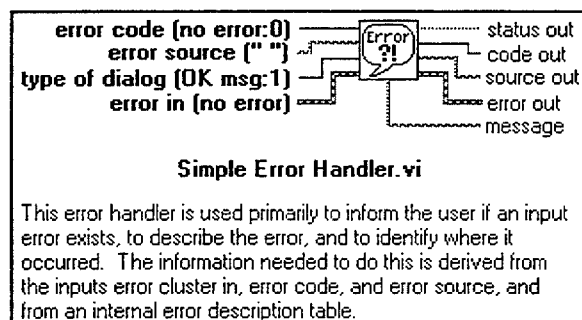 error code (no error:0)
error source (" ")
type of dialog (OK msg:1)
error in (no error)
Error
?!
status out
code out
source out
error out
message
Simple Error Handler.vi
This error handler is used primarily to inform the user if an input
error exists, to describe the error, and to identify where it
occurred. The information needed to do this is derived from
the inputs error cluster in, error code, and error source, and
from an internal error description table.